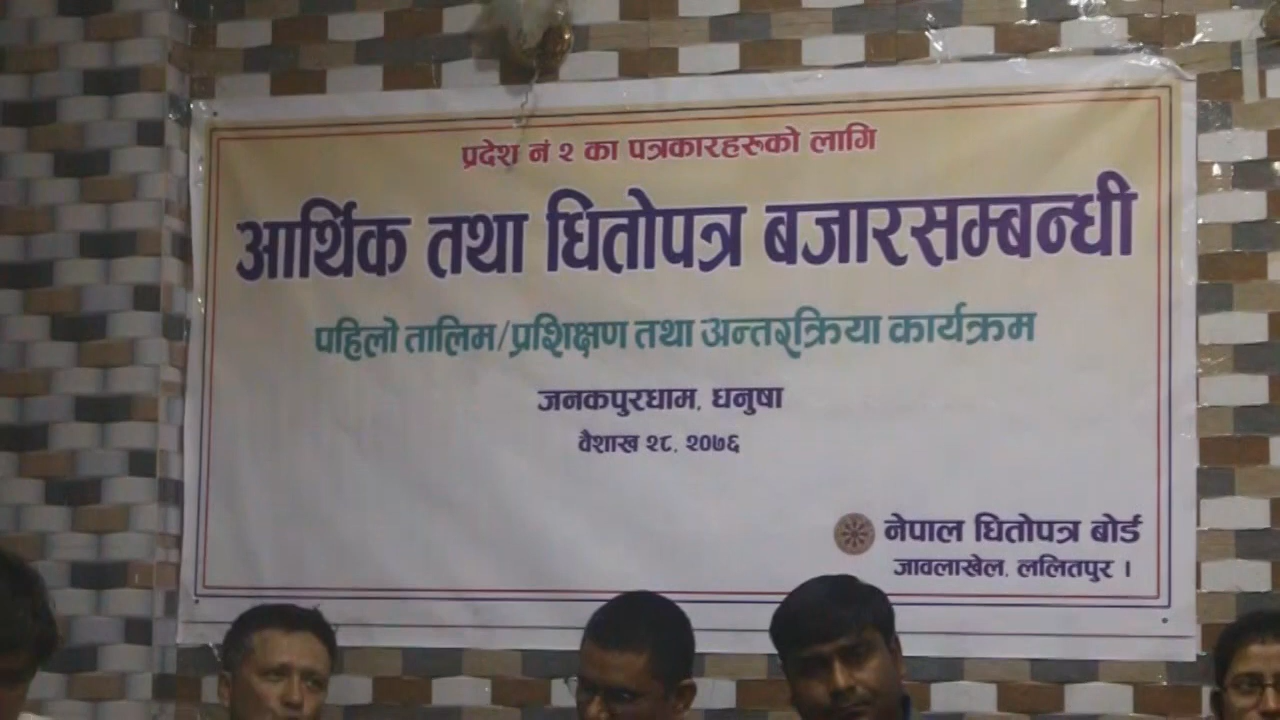 प्रदेश नं २ का पत्रकारहरूको लागि
आर्थिक तथा धितोपत्र बजारसम्बन्धी
पहिलो तालिम/प्रशिक्षण तथा अन्तरक्रिया कार्यक्रम
जनकपुरधाम, धनुषा
वैशाख २८, २०७६
नेपाल धितोपत्र बोर्ड
जावलाखेल, ललितपुर ।